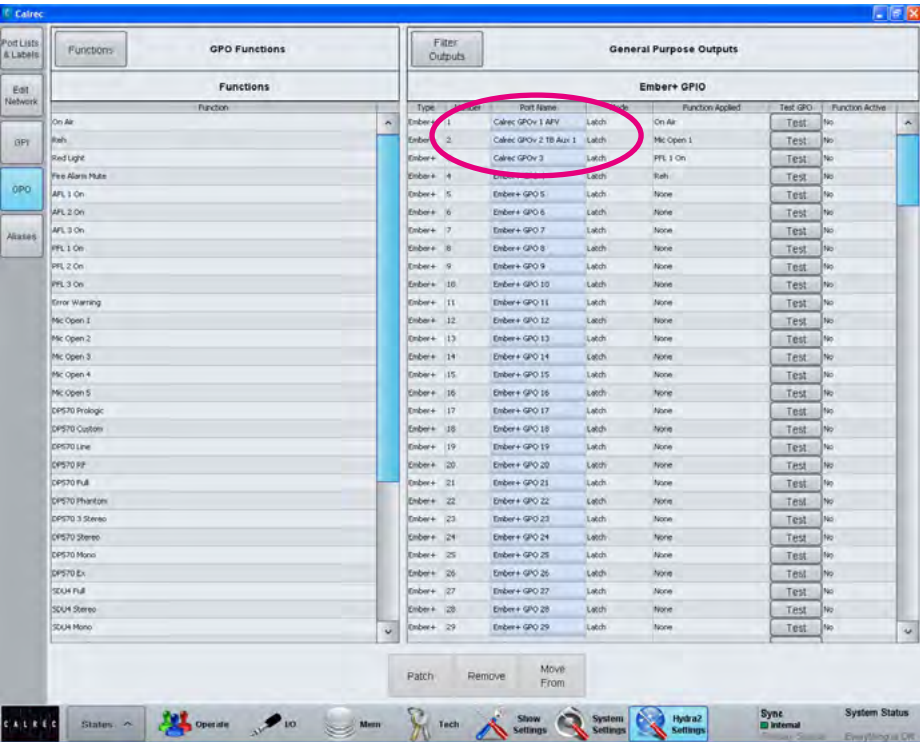 Calrec
Port Lists & Labels
Edit Network
GPI
GPO
Aliases
Functions
GPO Functions
Filter Outputs
General Purpose Outputs
Functions
Ember+ GPIO
Function
Type Number Port Name Mode Function Applied Test GPO Function Active
On Air
Reh
Red Light
Fire Alarm Mute
AFL 1 On
AFL 2 On
AFL 3 On
PFL 1 On
PFL 2 On
PFL 3 On
Error Warning
Mic Open 1
Mic Open 2
Mic Open 3
Mic Open 4
Mic Open 5
DP570 Prologic
DP570 Custom
DP570 Line
DP570 RF
DP570 Full
DP570 Phantom
DP570 3 Stereo
DP570 Stereo
DP570 Mono
DP570 Ex
SDU4 Full
SDU4 Stereo
SDU4 Mono
Ember+ 1 Calrec GPOv 1 APV Latch On Air Test No
Ember+ 2 Calrec GPOv 2 TB Aux 1 Latch Mic Open 1 Test No
Ember+ Calrec GPOv 3 Latch PFL 1 On Test No
Ember+ 4 Latch Reh Test No
Ember+ 5 Ember+ GPO 5 Latch None Test No
Ember+ 6 Ember+ GPO 6 Latch None Test No
Ember+ 7 Ember+ GPO 7 Latch None Test No
Ember+ 8 Ember+ GPO 8 Latch None Test No
Ember+ 9 Ember+ GPO 9 Latch None Test No
Ember+ 10 Ember+ GPO 10 Latch None Test No
Ember+ 11 Ember+ GPO 11 Latch None Test No
Ember+ 12 Ember+ GPO 12 Latch None Test No
Ember+ 13 Ember+ GPO 13 Latch None Test No
Ember+ 14 Ember+ GPO 14 Latch None Test No
Ember+ 15 Ember+ GPO 15 Latch None Test No
Ember+ 16 Ember+ GPO 16 Latch None Test No
Ember+ 17 Ember+ GPO 17 Latch None Test No
Ember+ 18 Ember+ GPO 18 Latch None Test No
Ember+ 19 Ember+ GPO 19 Latch None Test No
Ember+ 20 Ember+ GPO 20 Latch None Test No
Ember+ 21 Ember+ GPO 21 Latch None Test No
Ember+ 22 Ember+ GPO 22 Latch None Test No
Ember+ 23 Ember+ GPO 23 Latch None Test No
Ember+ 24 Ember+ GPO 24 Latch None Test No
Ember+ 25 Ember+ GPO 25 Latch None Test No
Ember+ 26 Ember+ GPO 26 Latch None Test No
Ember+ 27 Ember+ GPO 27 Latch None Test No
Ember+ 28 Ember+ GPO 28 Latch None Test No
Ember+ 29 Ember+ GPO 29 Latch None Test No
Patch
Remove
Move From
CALREC
States
Operate
I/O
Mem
Tech
Show Settings
System Settings
Hydra2 Settings
Sync
Internal
Primary Status
System Status
Everything is OK